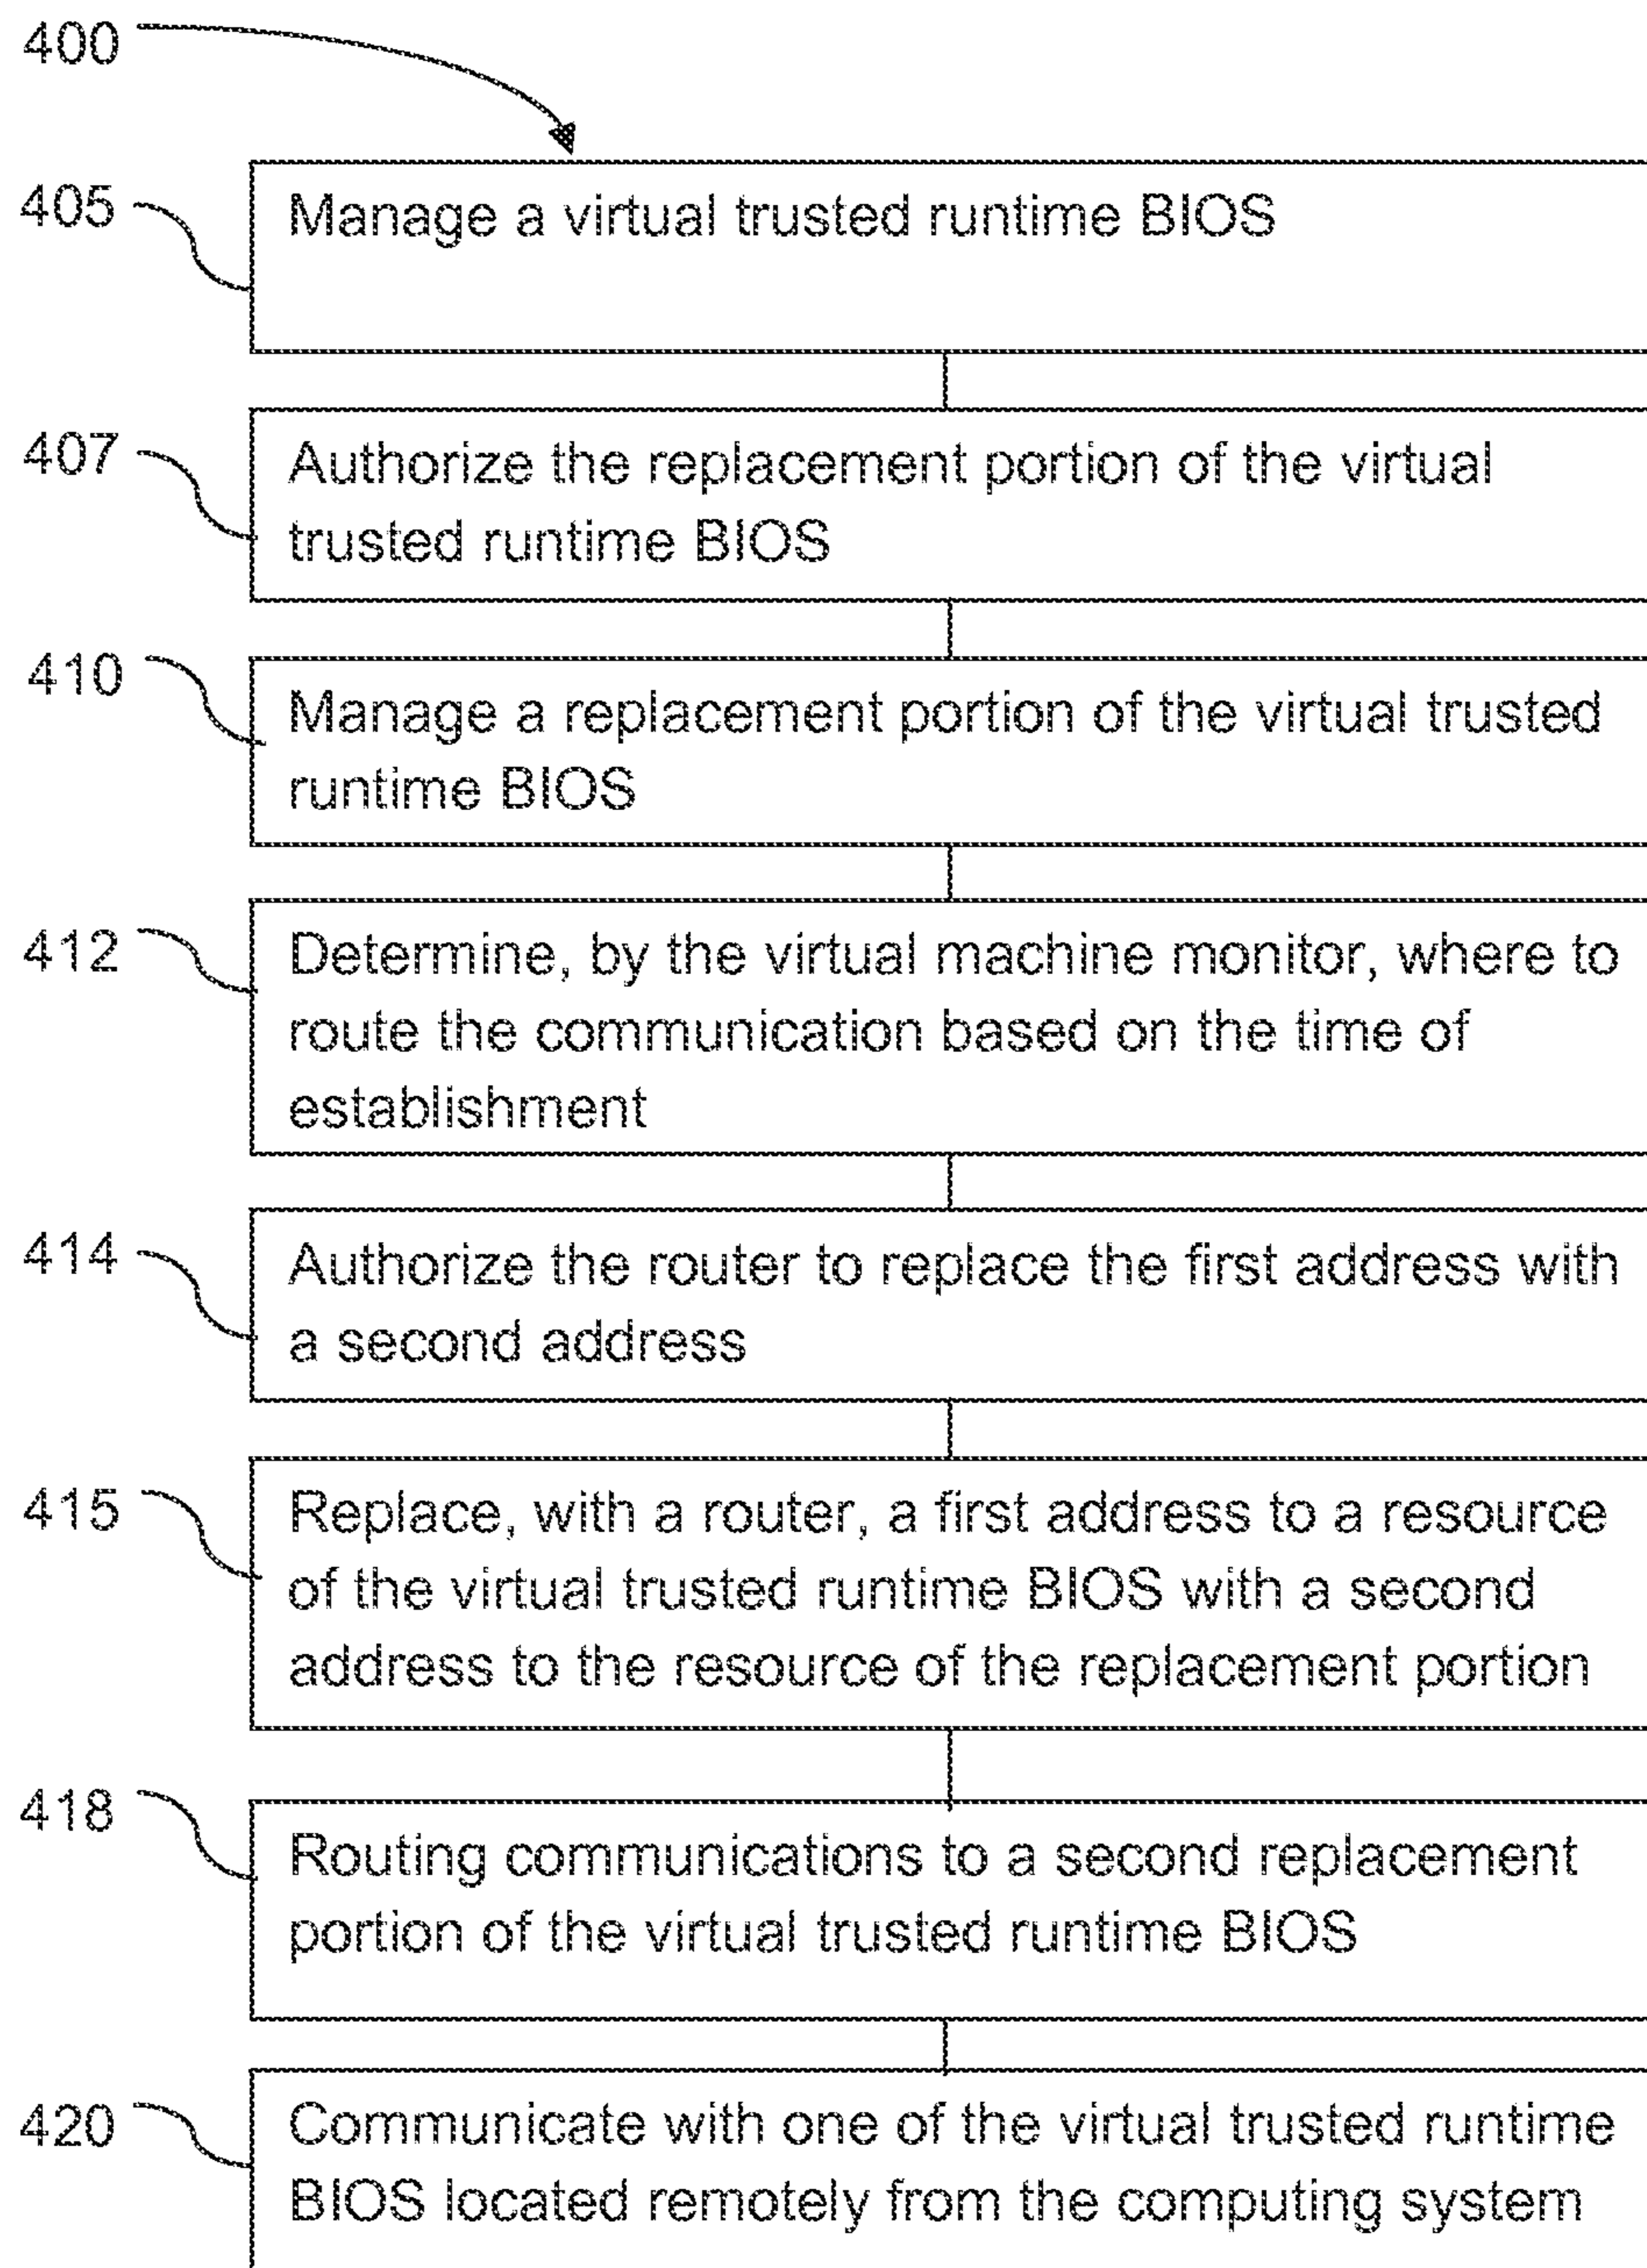 400
405
Manage a virtual trusted runtime BIOS
407
Authorize the replacement portion of the virtual
trusted runtime BIOS
410
Manage a replacement portion of the virtual trusted
runtime BIOS
412
Determine, by the virtual machine monitor, where to
route the communication based on the time of
establishment
414
Authorize the router to replace the first address with
a second address
415
Replace, with a router, a first address to a resource
of the virtual trusted runtime BIOS with a second
address to the resource of the replacement portion
418
Routing communications to a second replacement
portion of the virtual trusted runtime BIOS
420
Communicate with one of the virtual trusted runtime
BIOS located remotely from the computing system